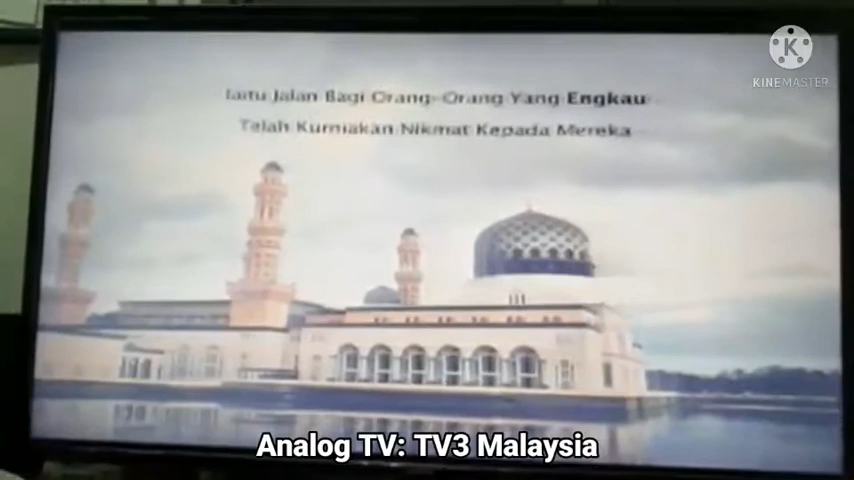 KINEMASTER
Iaitu Jalan Bagi Orang-Orang Yang Engkau
Telah Kurniakan Nikmat Kepada Mereka
Analog TV: TV3 Malaysia